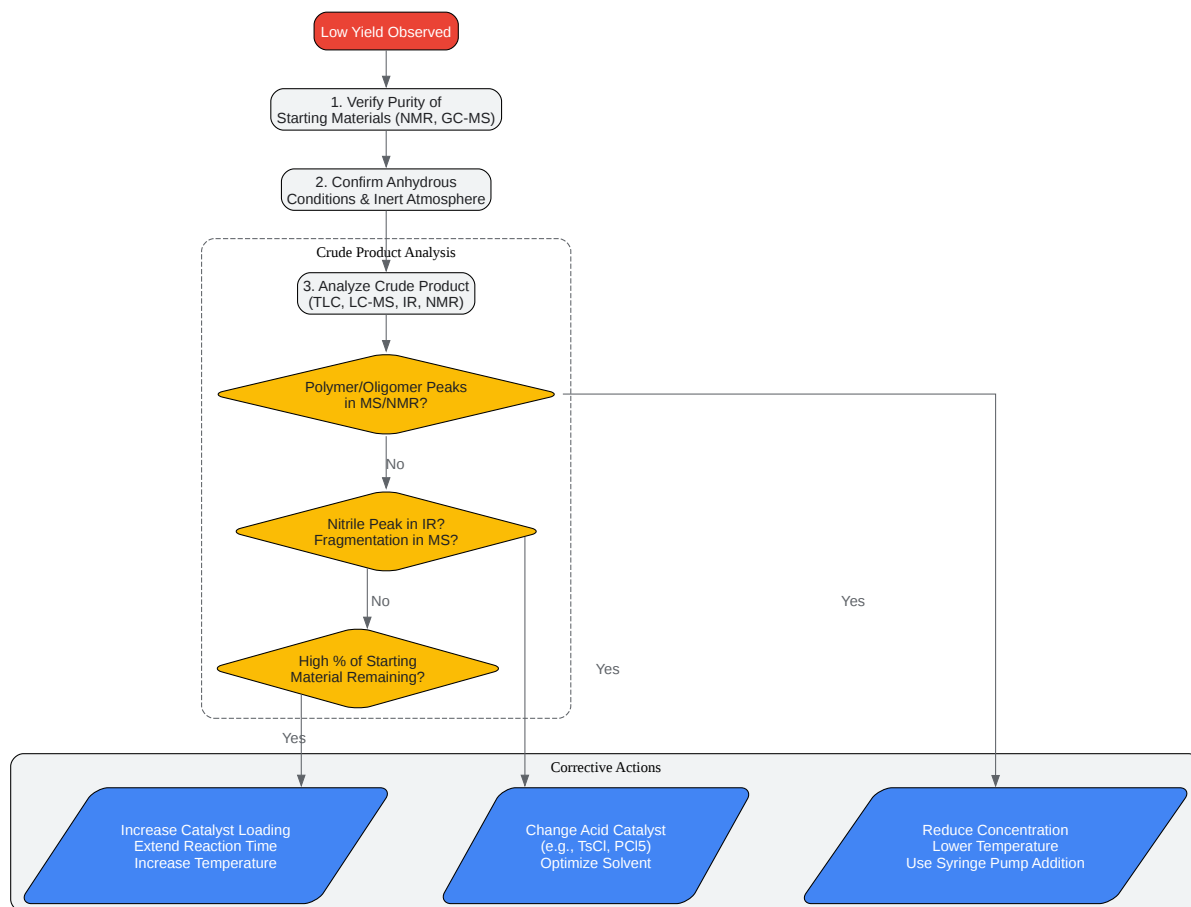 Low Yield Observed
1. Verify Purity of
Starting Materials (NMR, GC-MS)
2. Confirm Anhydrous
Conditions & Inert Atmosphere
Crude Product Analysis
3. Analyze Crude Product
(TLC, LC-MS, IR, NMR)
Polymer/Oligomer Peaks
in MS/NMR?
No
Nitrile Peak in IR?
Fragmentation in MS?
No
Yes
High % of Starting
Material Remaining?
Yes
Yes
Corrective Actions
Increase Catalyst Loading
Extend Reaction Time
Increase Temperature
Change Acid Catalyst
(e.g., TsCl, PCl5)
Optimize Solvent
Reduce Concentration
Lower Temperature
Use Syringe Pump Addition